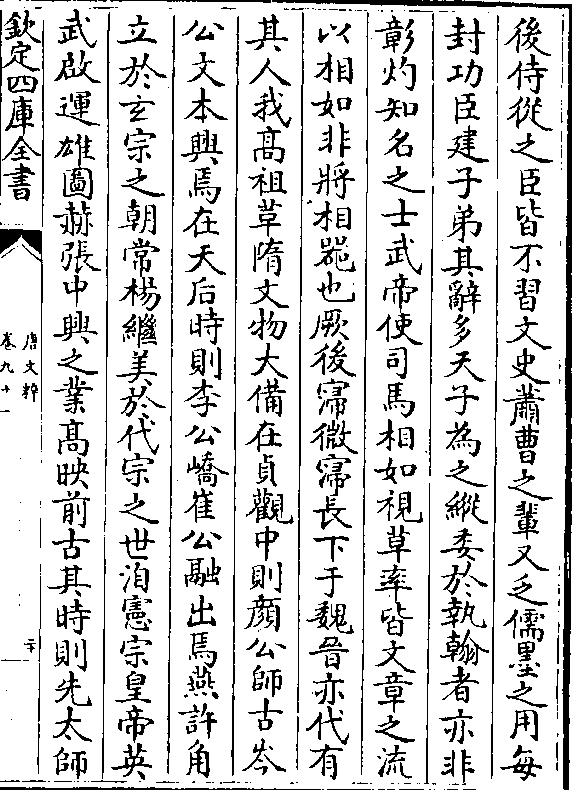 後侍從之臣皆不習文史蕭曹之輩又乏儒墨之用每
封功臣建子弟其辭多天子為之縱委於執翰者亦非
彰灼知名之士武帝使司馬相如視草率皆文章之流
以相如非將相噐也厥後寖微寖長下于魏晉亦代有
其人我髙祖革隋文物大備在貞觀中則顔公師古岑
公文本興焉在天后時則李公嶠崔公融出焉燕許角
立於𤣥宗之朝常楊繼美於代宗之世洎憲宗皇帝英
武啟運雄圖赫張中興之業髙映前古其時則先太師
欽定四庫全書
唐文粹
卷九十一
二十